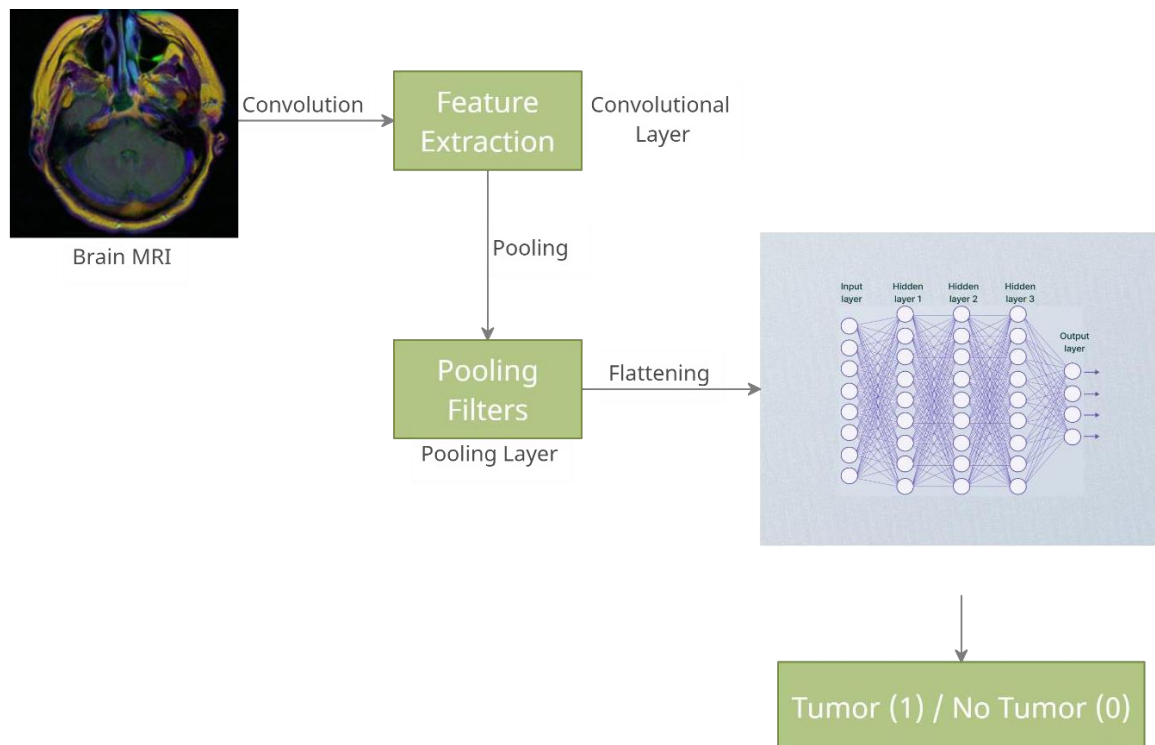 Brain MRI
Convolution
Feature
Extraction
Convolutional
Layer
Pooling
Pooling
Filters
Pooling Layer
Flattening
Input
layer
Hidden
layer 1
Hidden
layer 2
Hidden
layer 3
Output
layer
Tumor (1) / No Tumor (0)